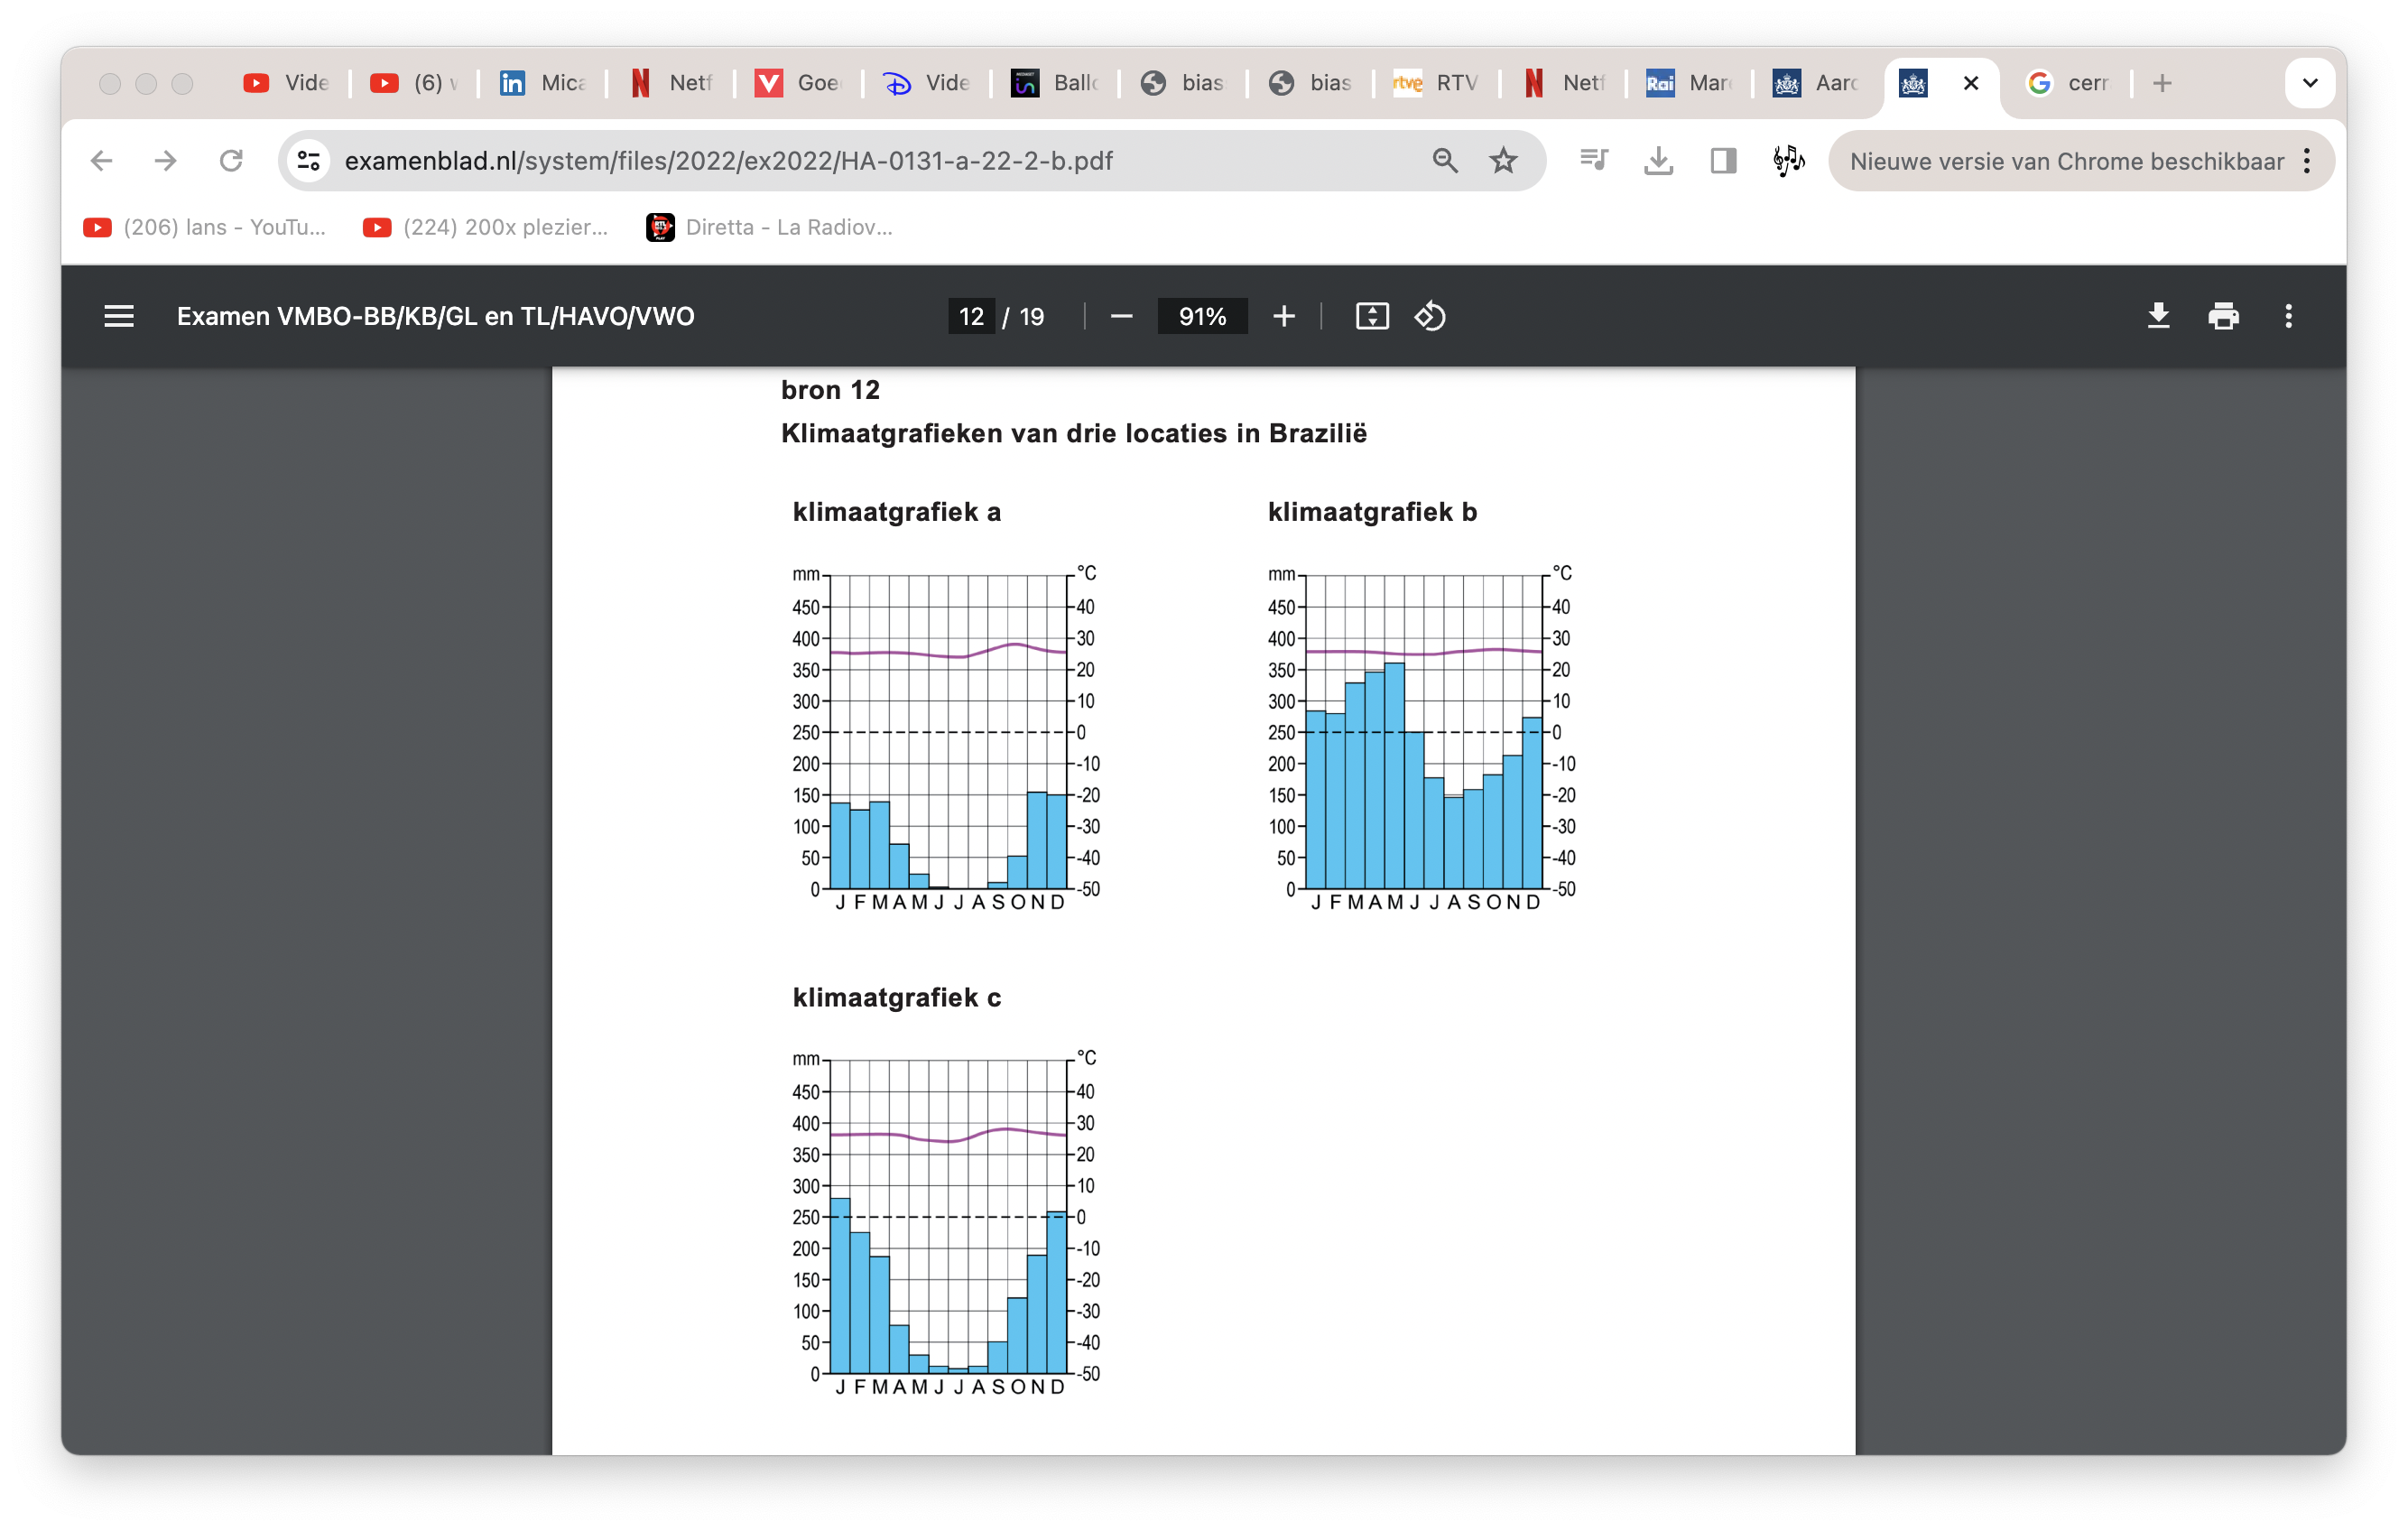 Vide
(6) v
Mica
Netf
Goe
Vide
Ballo
bias
bias
rtve RTV
Netf
Rai Mar
Aard
cerr
examenblad.nl/system/files/2022/ex2022/HA-0131-a-22-2-b.pdf
Nieuwe versie van Chrome beschikbaar
(206) lans - YouTu...
(224) 200x plezier...
Diretta - La Radiov...
Examen VMBO-BB/KB/GL en TL/HAVO/VWO
12 / 19
91%
bron 12
Klimaatgrafieken van drie locaties in Brazilië
klimaatgrafiek a
mm °C
450 40
400 30
350 20
300 10
250 0
200 -10
150 -20
100 -30
50 -40
0 -50
J F M A M J J A S O N D
klimaatgrafiek b
mm °C
450 40
400 30
350 20
300 10
250 0
200 -10
150 -20
100 -30
50 -40
0 -50
J F M A M J J A S O N D
klimaatgrafiek c
mm °C
450 40
400 30
350 20
300 10
250 0
200 -10
150 -20
100 -30
50 -40
0 -50
J F M A M J J A S O N D